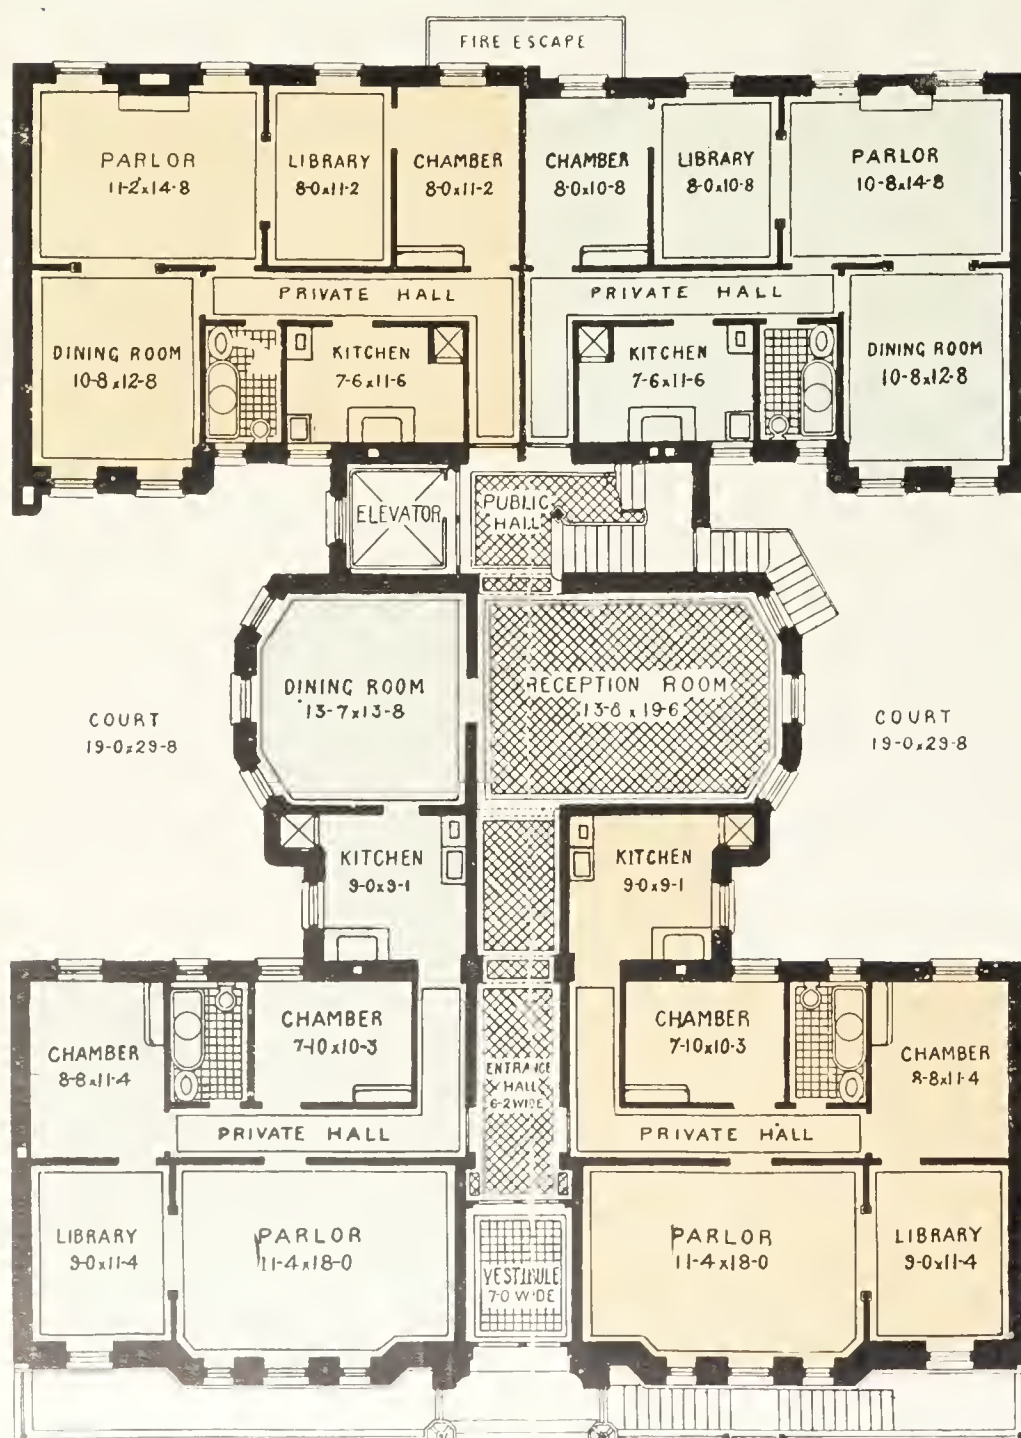 FIRE ESCAPE
PARLOR
11-2x14-8
LIBRARY
8-0x11-2
CHAMBER
8-0x11-2
CHAMBER
8-0x10-8
LIBRARY
8-0x10-8
PARLOR
10-8x14-8
PRIVATE HALL
PRIVATE HALL
DINING ROOM
10-8x12-8
KITCHEN
7-6x11-6
KITCHEN
7-6x11-6
DINING ROOM
10-8x12-8
ELEVATOR
PUBLIC
HALL
DINING ROOM
13-7x13-8
RECEPTION ROOM
13-8 x 19-6
COURT
19-0x29-8
COURT
19-0x29-8
KITCHEN
9-0x9-1
KITCHEN
9-0x9-1
CHAMBER
8-8x11-4
CHAMBER
7-10x10-3
ENTRANCE
HALL
6-2 WIDE
CHAMBER
7-10x10-3
CHAMBER
8-8x11-4
PRIVATE HALL
PRIVATE HALL
LIBRARY
9-0x11-4
PARLOR
11-4x18-0
VESTIBULE
7-0 WIDE
PARLOR
11-4x18-0
LIBRARY
9-0x11-4